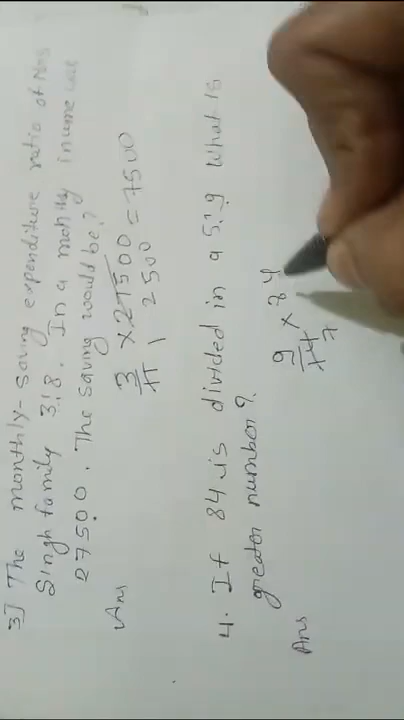 3] The monthly-saving expenditure ratio of Mrs
Singh family 3:8. In a mohtly income was
27500. The saving would be?
Ans 3/11 × 27500 = 7500
2500
4. If 84 is divided in a 5:9 What is
greater number?
Ans 9/14 × 84
7